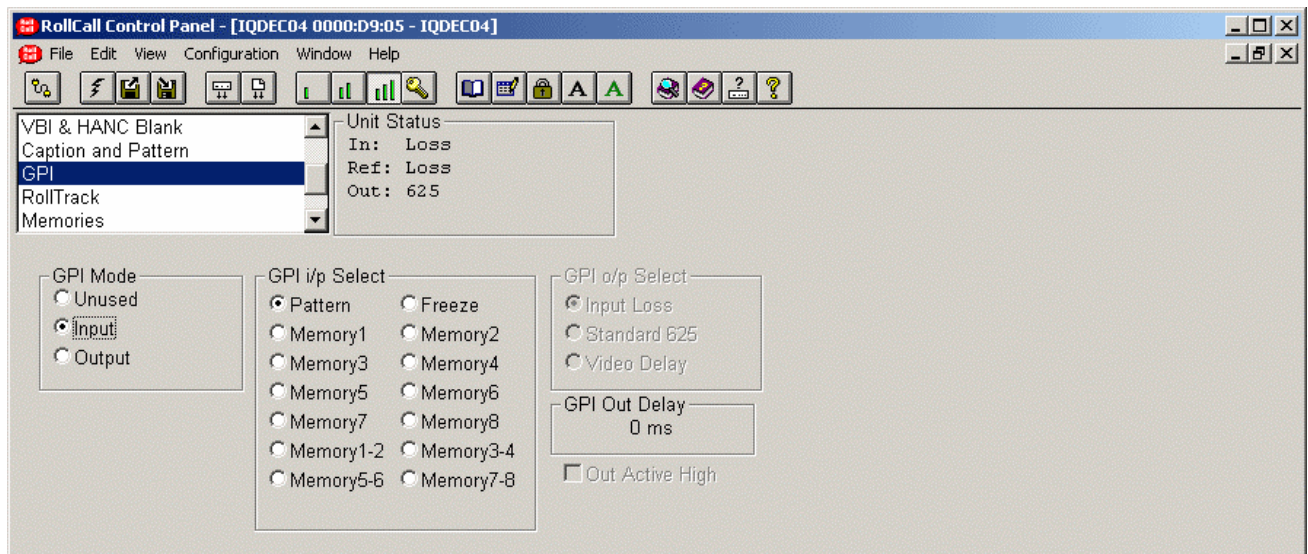 RollCall Control Panel - [IQDEC04 0000:D9:05 - IQDEC04]
File Edit View Configuration Window Help
A A
VBI & HANC Blank
Caption and Pattern
GPI
RollTrack
Memories
Unit Status
In: Loss
Ref: Loss
Out: 625
GPI Mode
Unused
Input
Output
GPI i/p Select
Pattern Freeze
Memory1 Memory2
Memory3 Memory4
Memory5 Memory6
Memory7 Memory8
Memory1-2 Memory3-4
Memory5-6 Memory7-8
GPI o/p Select
Input Loss
Standard 625
Video Delay
GPI Out Delay
0 ms
Out Active High